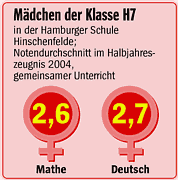 Mädchen der Klasse H7
in der Hamburger Schule
Hinschenfelde;
Notendurchschnitt im Halbjahres-
zeugnis 2004,
gemeinsamer Unterricht
2,6 2,7
Mathe Deutsch